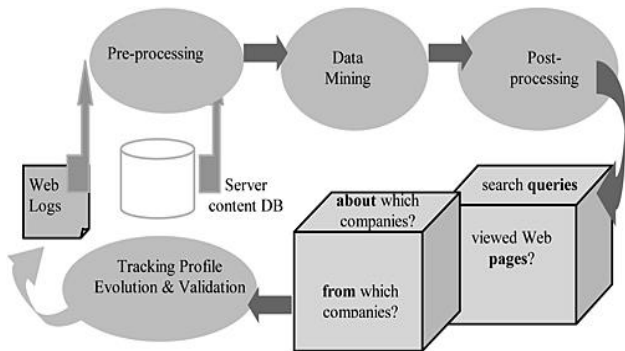 Pre-processing
Data
Mining
Post-
processing
Web
Logs
Server
content DB
about which
companies?
search queries
from which
companies?
viewed Web
pages?
Tracking Profile
Evolution & Validation